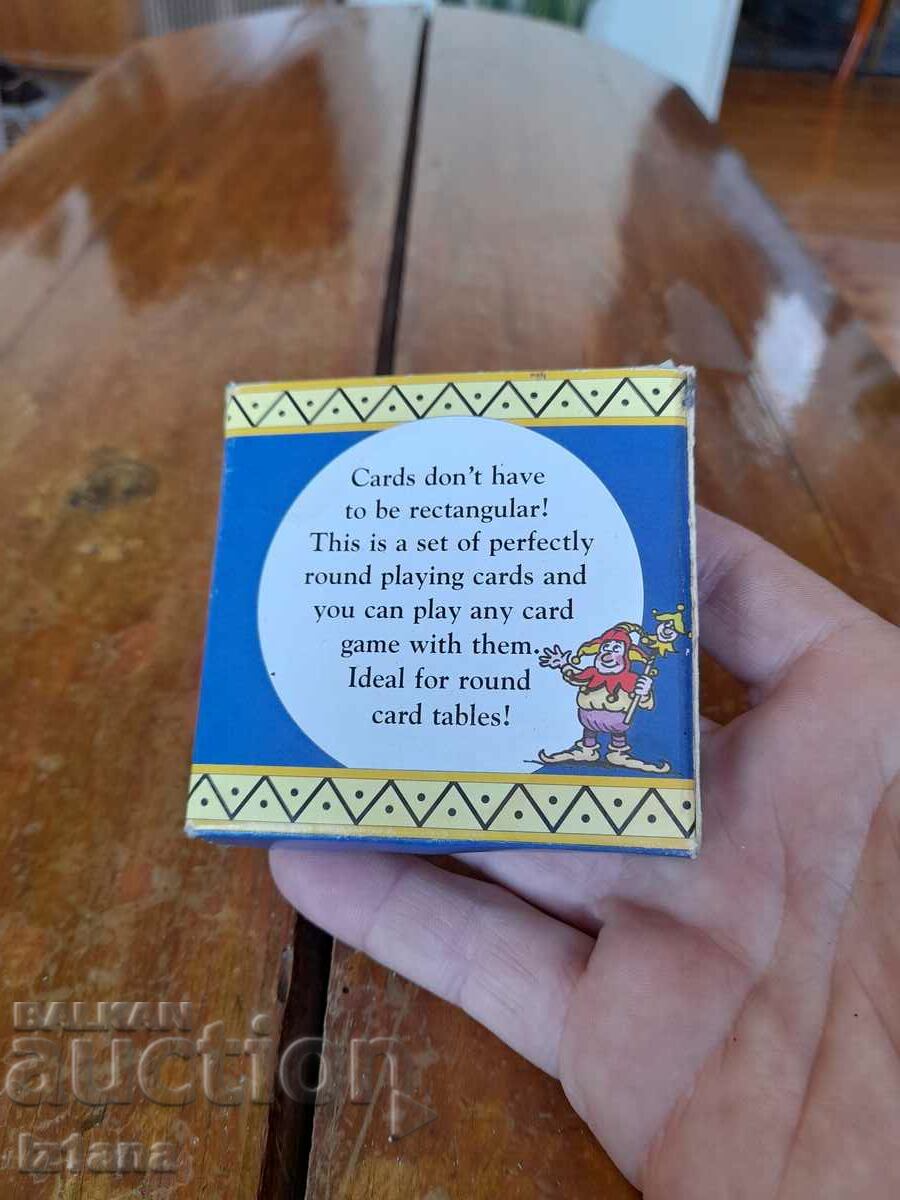 Cards don't have
to be rectangular!
This is a set of perfectly
round playing cards and
you can play any card
game with them.
Ideal for round
card tables!
BALKAN
auction
Iztana